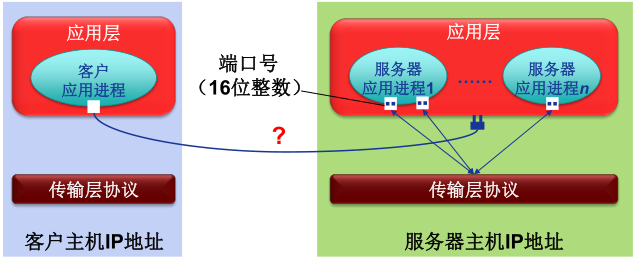 应用层
客户
应用进程
传输层协议
客户主机IP地址
端口号
（16位整数）
?
应用层
服务器
应用进程1
……
服务器
应用进程n
传输层协议
服务器主机IP地址